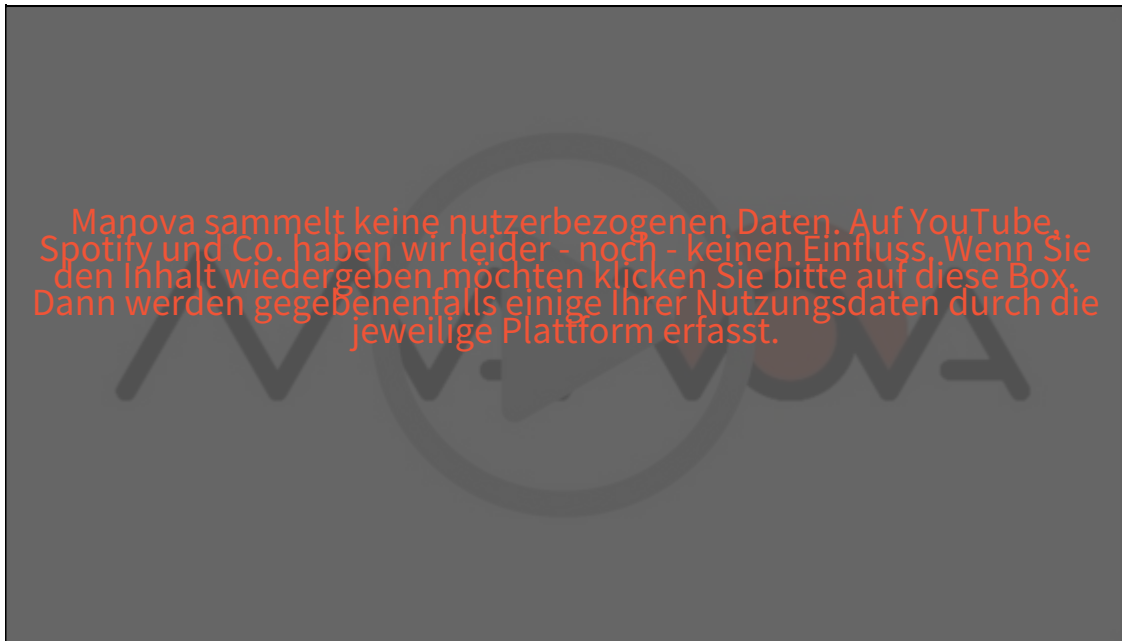 Manova sammelt keine nutzerbezogenen Daten. Auf YouTube,
Spotify und Co. haben wir leider - noch - keinen Einfluss. Wenn Sie
den Inhalt wiedergeben möchten klicken Sie bitte auf diese Box.
Dann werden gegebenenfalls einige Ihrer Nutzungsdaten durch die
jeweilige Plattform erfasst.
MANOVA